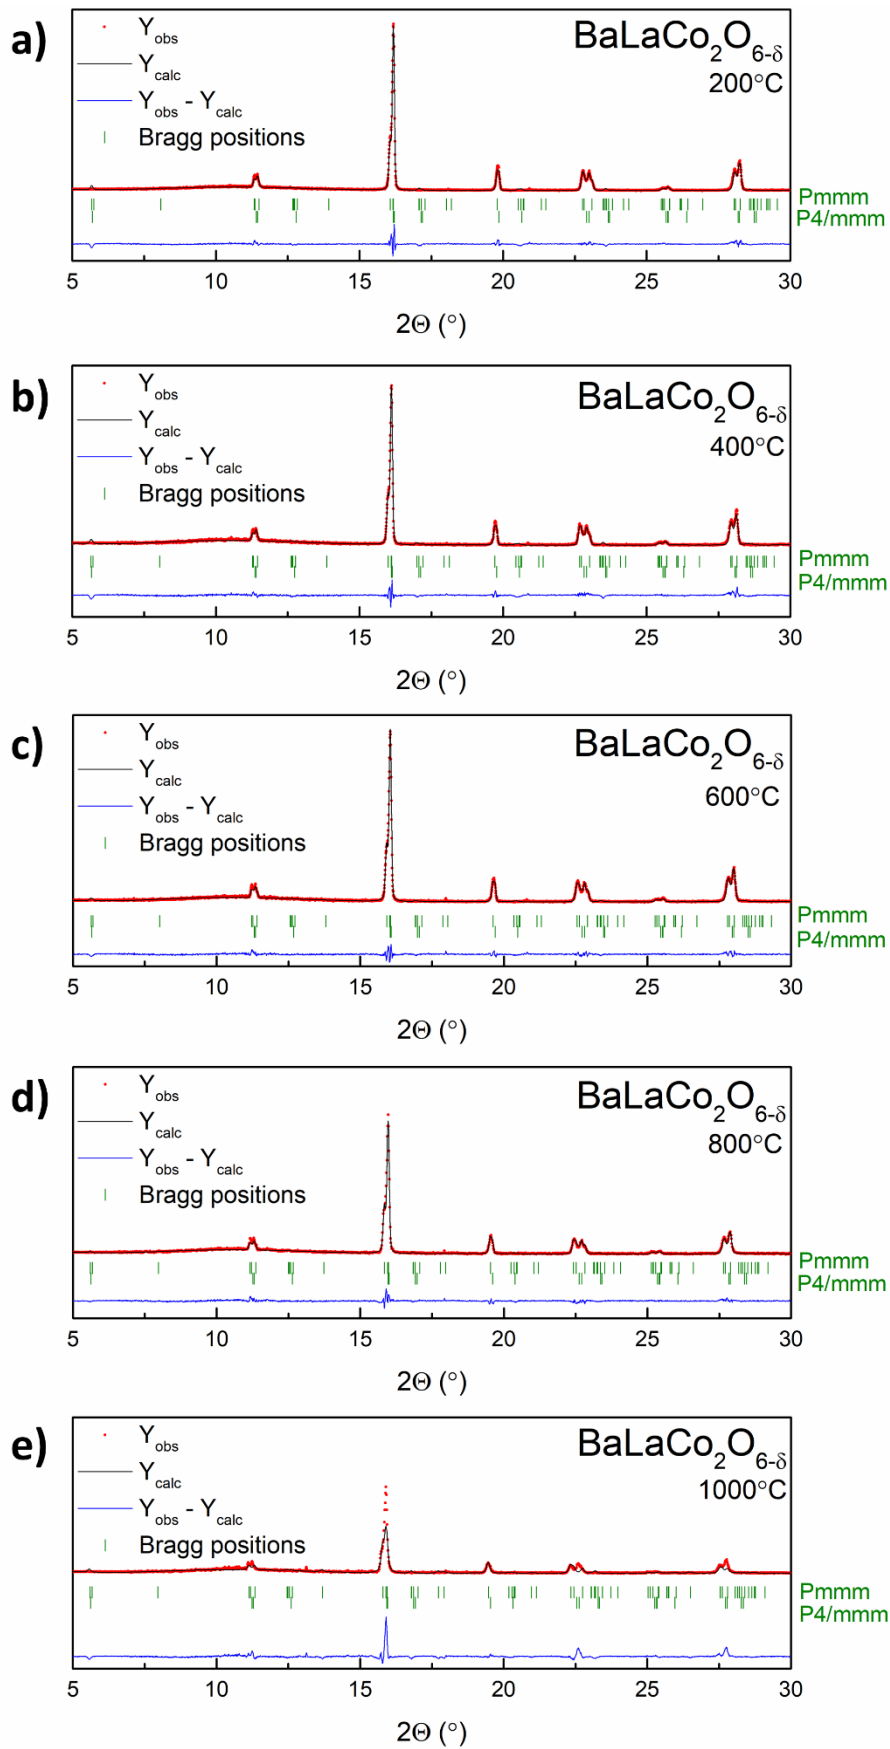 a)
Yobs
Ycalc
Yobs - Ycalc
Bragg positions
BaLaCo2O6-δ
200°C
Pmmm
P4/mmm
5 10 15 20 25 30
2Θ (°)
b)
Yobs
Ycalc
Yobs - Ycalc
Bragg positions
BaLaCo2O6-δ
400°C
Pmmm
P4/mmm
5 10 15 20 25 30
2Θ (°)
c)
Yobs
Ycalc
Yobs - Ycalc
Bragg positions
BaLaCo2O6-δ
600°C
Pmmm
P4/mmm
5 10 15 20 25 30
2Θ (°)
d)
Yobs
Ycalc
Yobs - Ycalc
Bragg positions
BaLaCo2O6-δ
800°C
Pmmm
P4/mmm
5 10 15 20 25 30
2Θ (°)
e)
Yobs
Ycalc
Yobs - Ycalc
Bragg positions
BaLaCo2O6-δ
1000°C
Pmmm
P4/mmm
5 10 15 20 25 30
2Θ (°)